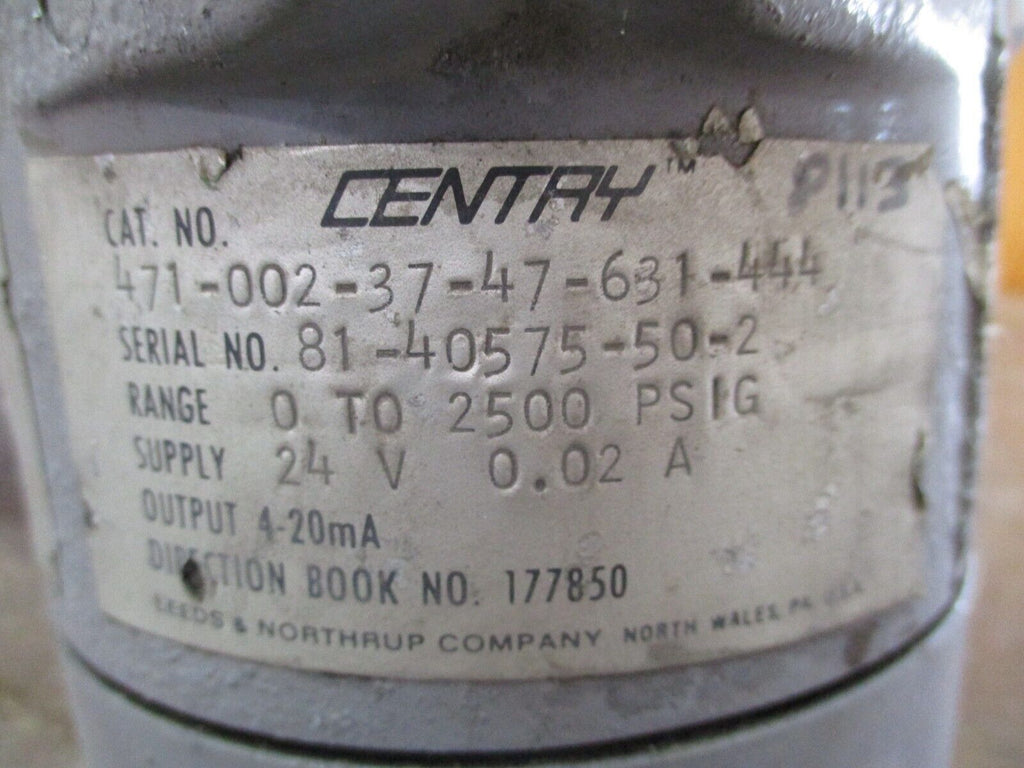 CENTRY™ P113
CAT. NO.
471-002-37-47-631-444
SERIAL NO. 81-40575-50-2
RANGE 0 TO 2500 PSIG
SUPPLY 24 V 0.02 A
OUTPUT 4-20mA
DIRECTION BOOK NO. 177850
LEEDS & NORTHRUP COMPANY NORTH WALES, PA. U.S.A.